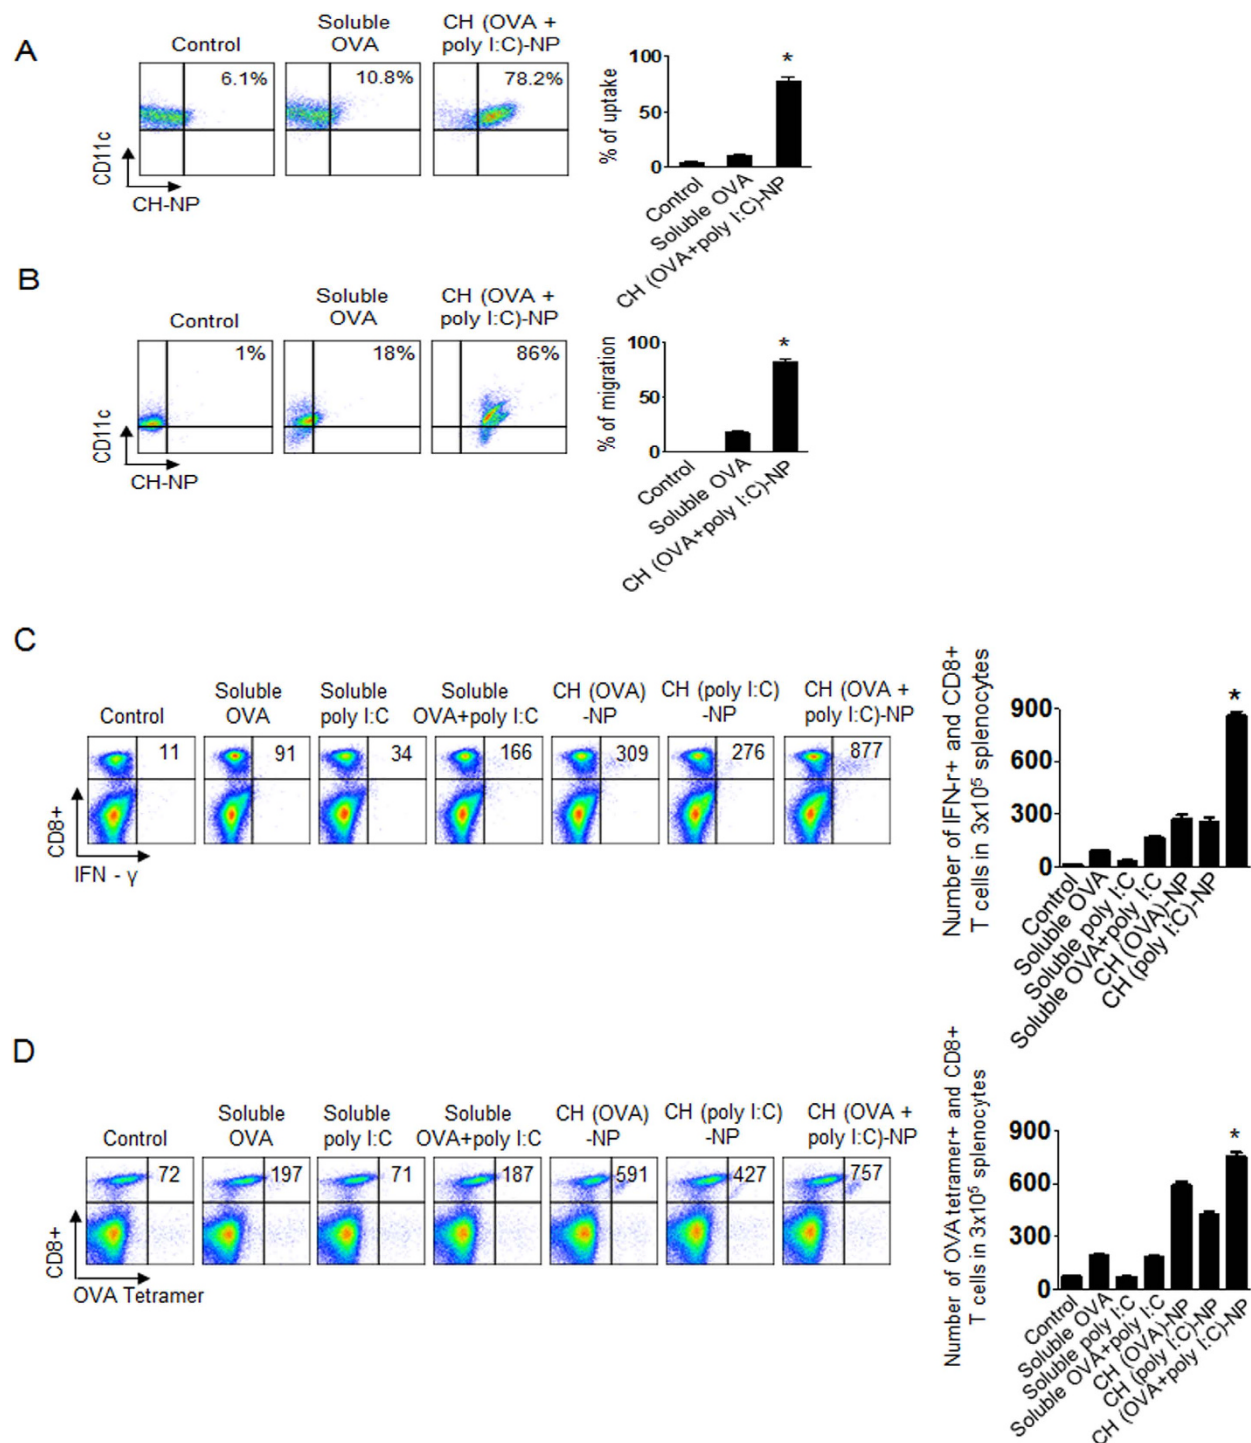 A
Control
Soluble
OVA
CH (OVA +
poly I:C)-NP
6.1%
10.8%
78.2%
CD11c
CH-NP
% of uptake
100
50
0
*
Control
Soluble OVA
CH (OVA+poly I:C)-NP
B
Control
Soluble
OVA
CH (OVA +
poly I:C)-NP
1%
18%
86%
CD11c
CH-NP
% of migration
100
50
0
*
Control
Soluble OVA
CH (OVA+poly I:C)-NP
C
Control
Soluble
OVA
Soluble
poly I:C
Soluble
OVA+poly I:C
CH (OVA)
-NP
CH (poly I:C)
-NP
CH (OVA +
poly I:C)-NP
11
91
34
166
309
276
877
CD8+
IFN - γ
Number of IFN-r+ and CD8+
T cells in 3x10⁵ splenocytes
900
600
300
0
*
Control
Soluble OVA
Soluble poly I:C
Soluble OVA+poly I:C
CH (OVA)-NP
CH (poly I:C)-NP
D
Control
Soluble
OVA
Soluble
poly I:C
Soluble
OVA+poly I:C
CH (OVA)
-NP
CH (poly I:C)
-NP
CH (OVA +
poly I:C)-NP
72
197
71
187
591
427
757
CD8+
OVA Tetramer
Number of OVA tetramer+ and CD8+
T cells in 3x10⁵ splenocytes
900
600
300
0
*
Control
Soluble OVA
Soluble poly I:C
Soluble OVA+poly I:C
CH (OVA)-NP
CH (poly I:C)-NP
CH (OVA+poly I:C)-NP